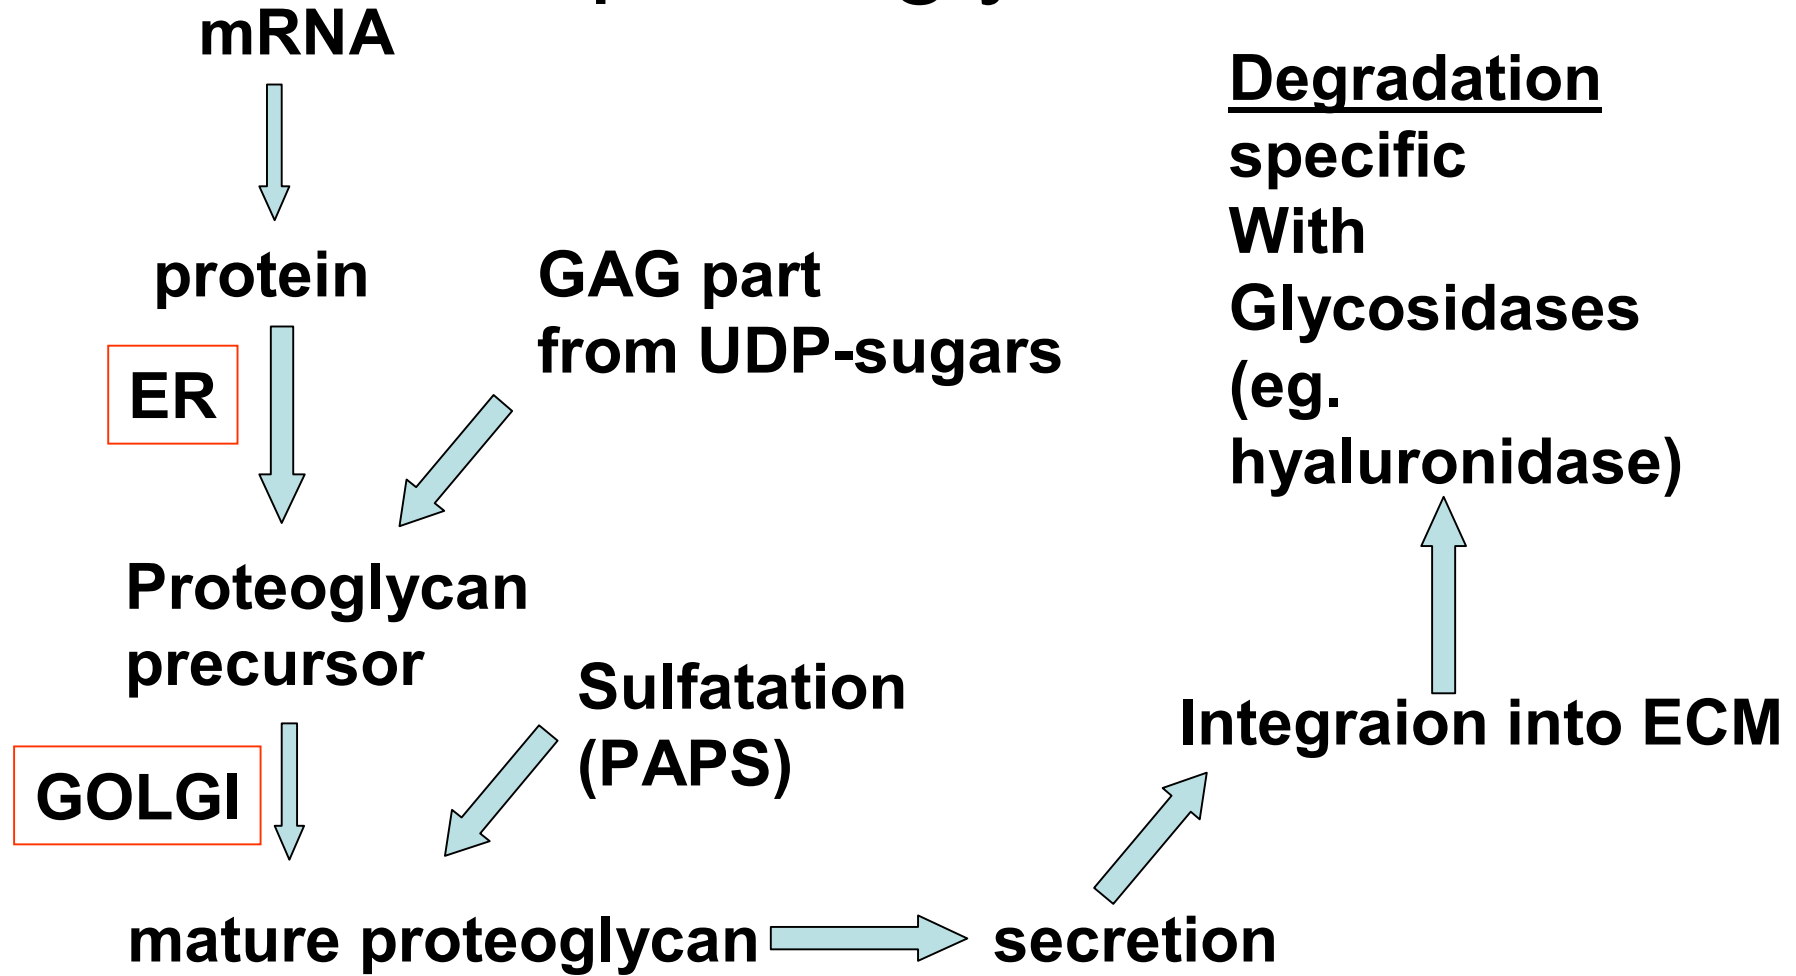 mRNA
protein
ER
GAG part
from UDP-sugars
Proteoglycan
precursor
GOLGI
Sulfatation
(PAPS)
mature proteoglycan
secretion
Integraion into ECM
Degradation
specific
With
Glycosidases
(eg.
hyaluronidase)